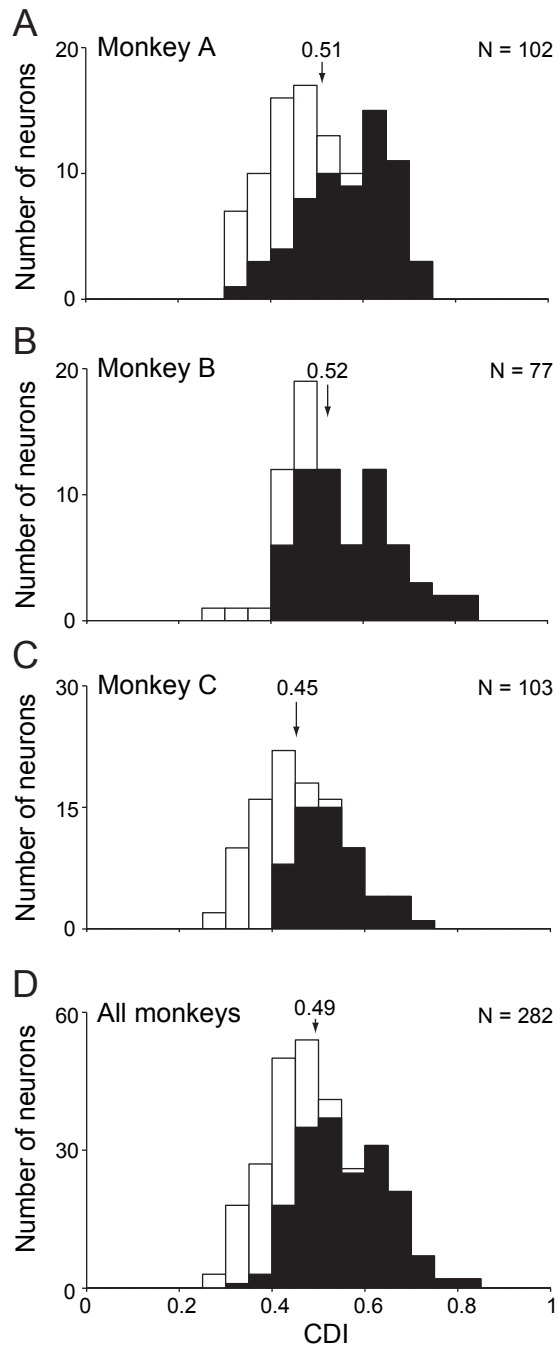 A
Monkey A
0.51
N = 102
Number of neurons
20
10
0
B
Monkey B
0.52
N = 77
Number of neurons
20
10
0
C
Monkey C
0.45
N = 103
Number of neurons
30
15
0
D
All monkeys
0.49
N = 282
Number of neurons
60
30
0
0 0.2 0.4 0.6 0.8 1
CDI